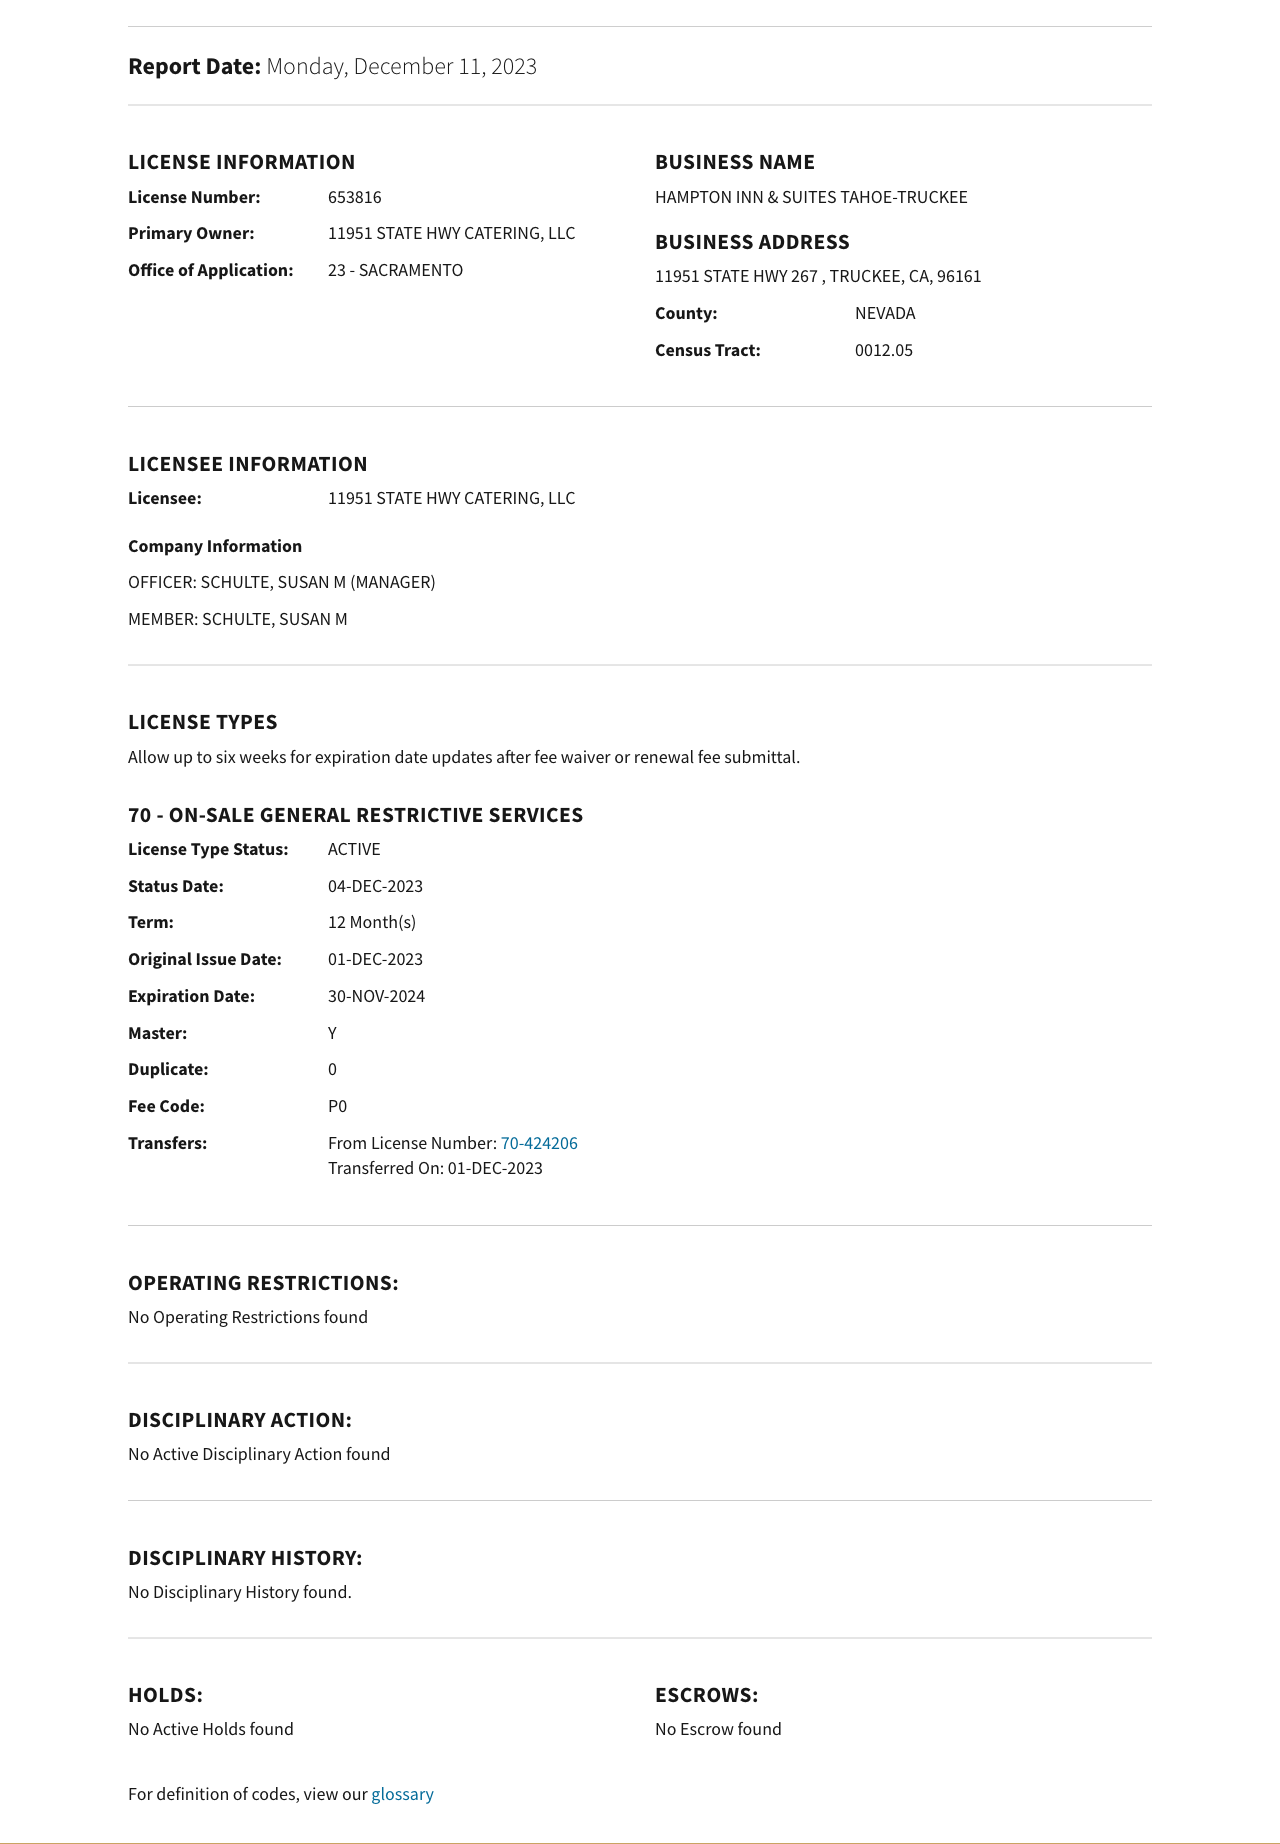 Report Date: Monday, December 11, 2023
LICENSE INFORMATION
License Number: 653816
Primary Owner: 11951 STATE HWY CATERING, LLC
Office of Application: 23 - SACRAMENTO
BUSINESS NAME
HAMPTON INN & SUITES TAHOE-TRUCKEE
BUSINESS ADDRESS
11951 STATE HWY 267 , TRUCKEE, CA, 96161
County: NEVADA
Census Tract: 0012.05
LICENSEE INFORMATION
Licensee: 11951 STATE HWY CATERING, LLC
Company Information
OFFICER: SCHULTE, SUSAN M (MANAGER)
MEMBER: SCHULTE, SUSAN M
LICENSE TYPES
Allow up to six weeks for expiration date updates after fee waiver or renewal fee submittal.
70 - ON-SALE GENERAL RESTRICTIVE SERVICES
License Type Status: ACTIVE
Status Date: 04-DEC-2023
Term: 12 Month(s)
Original Issue Date: 01-DEC-2023
Expiration Date: 30-NOV-2024
Master: Y
Duplicate: 0
Fee Code: P0
Transfers: From License Number: 70-424206
Transferred On: 01-DEC-2023
OPERATING RESTRICTIONS:
No Operating Restrictions found
DISCIPLINARY ACTION:
No Active Disciplinary Action found
DISCIPLINARY HISTORY:
No Disciplinary History found.
HOLDS:
No Active Holds found
ESCROWS:
No Escrow found
For definition of codes, view our glossary